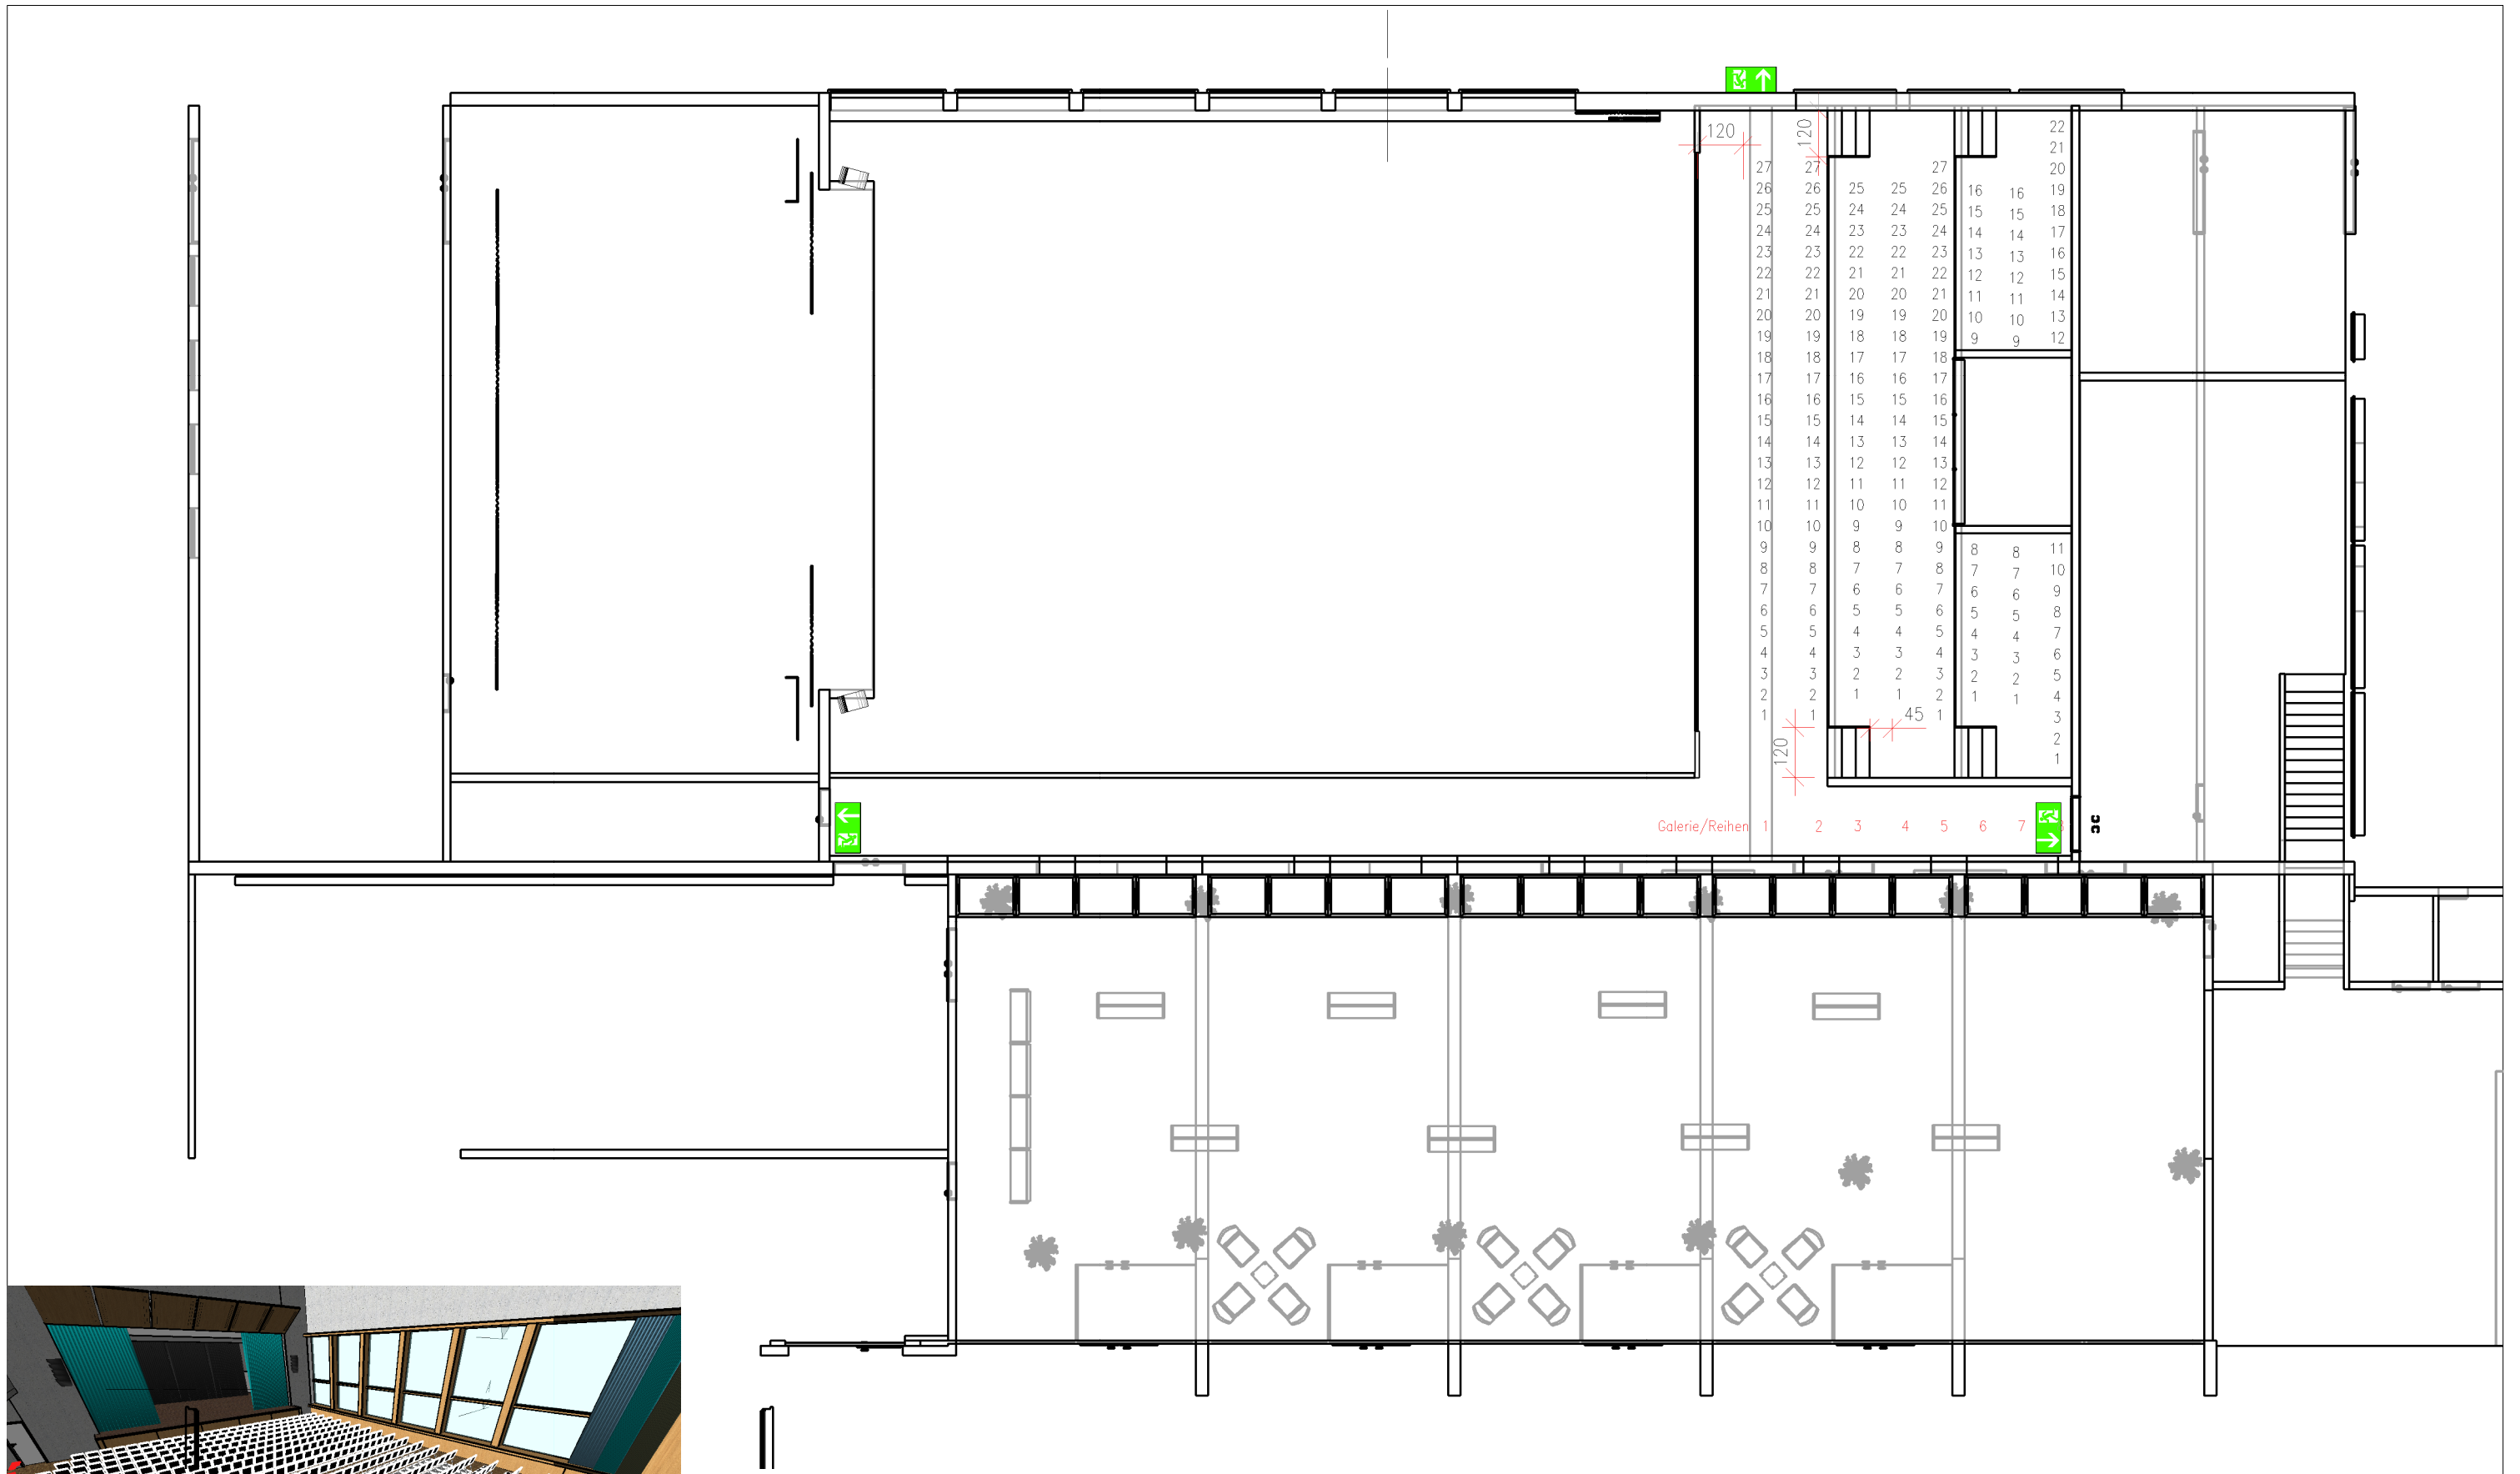 22
120 120
21
27 27 27 20
26 26 25 25 26 16 16 19
25 25 24 24 25 15 15 18
24 24 23 23 24 14 14 17
23 23 22 22 23 13 13 16
22 22 21 21 22 12 12 15
21 21 20 20 21 11 11 14
20 20 19 19 20 10 10 13
19 19 18 18 19 9 9 12
18 18 17 17 18
17 17 16 16 17
16 16 15 15 16
15 15 14 14 15
14 14 13 13 14
13 13 12 12 13
12 12 11 11 12
11 11 10 10 11
10 10 9 9 10
9 9 8 8 9 8 8 11
8 8 7 7 8 7 7 10
7 7 6 6 7 6 6 9
6 6 5 5 6 5 5 8
5 5 4 4 5 4 4 7
4 4 3 3 4 3 3 6
3 3 2 2 3 2 2 5
2 2 1 1 2 1 1 4
1 1 45 1 3
2
120
1
Galerie/Reihen 1 2 3 4 5 6 7